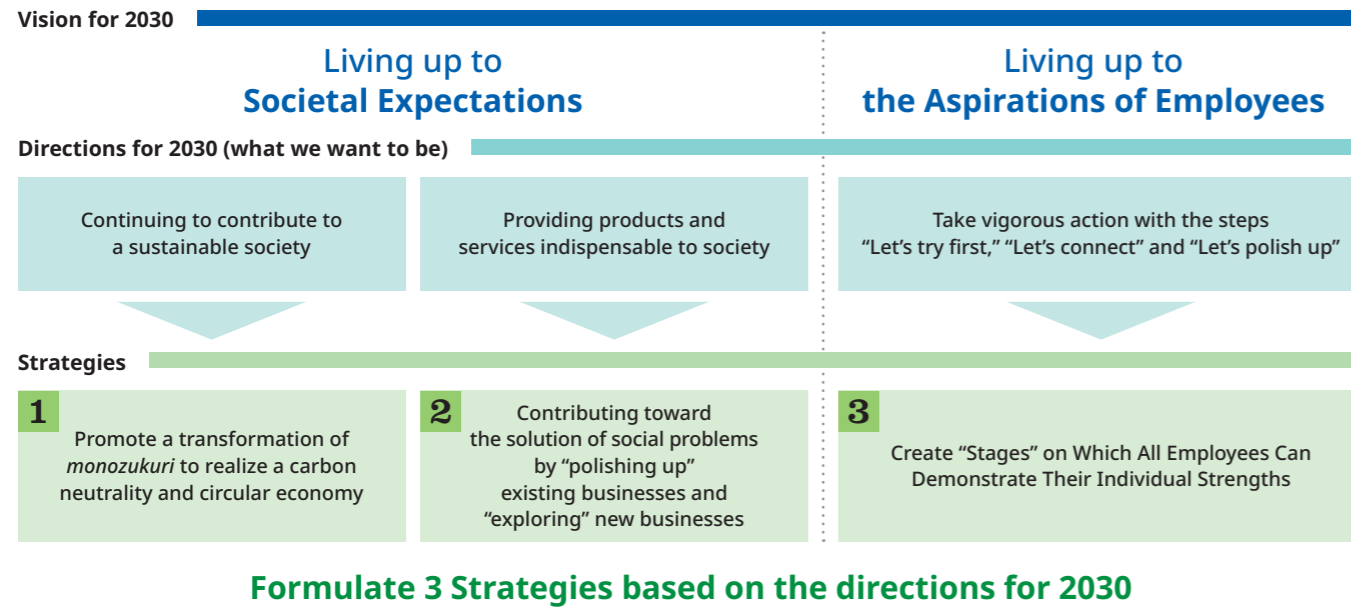 Vision for 2030
Living up to
Societal Expectations
Living up to
the Aspirations of Employees
Directions for 2030 (what we want to be)
Continuing to contribute to
a sustainable society
Providing products and
services indispensable to society
Take vigorous action with the steps
“Let’s try first,” “Let’s connect” and “Let’s polish up”
Strategies
1
Promote a transformation of
monozukuri to realize a carbon
neutrality and circular economy
2
Contributing toward
the solution of social problems
by “polishing up”
existing businesses and
“exploring” new businesses
3
Create “Stages” on Which All Employees Can
Demonstrate Their Individual Strengths
Formulate 3 Strategies based on the directions for 2030